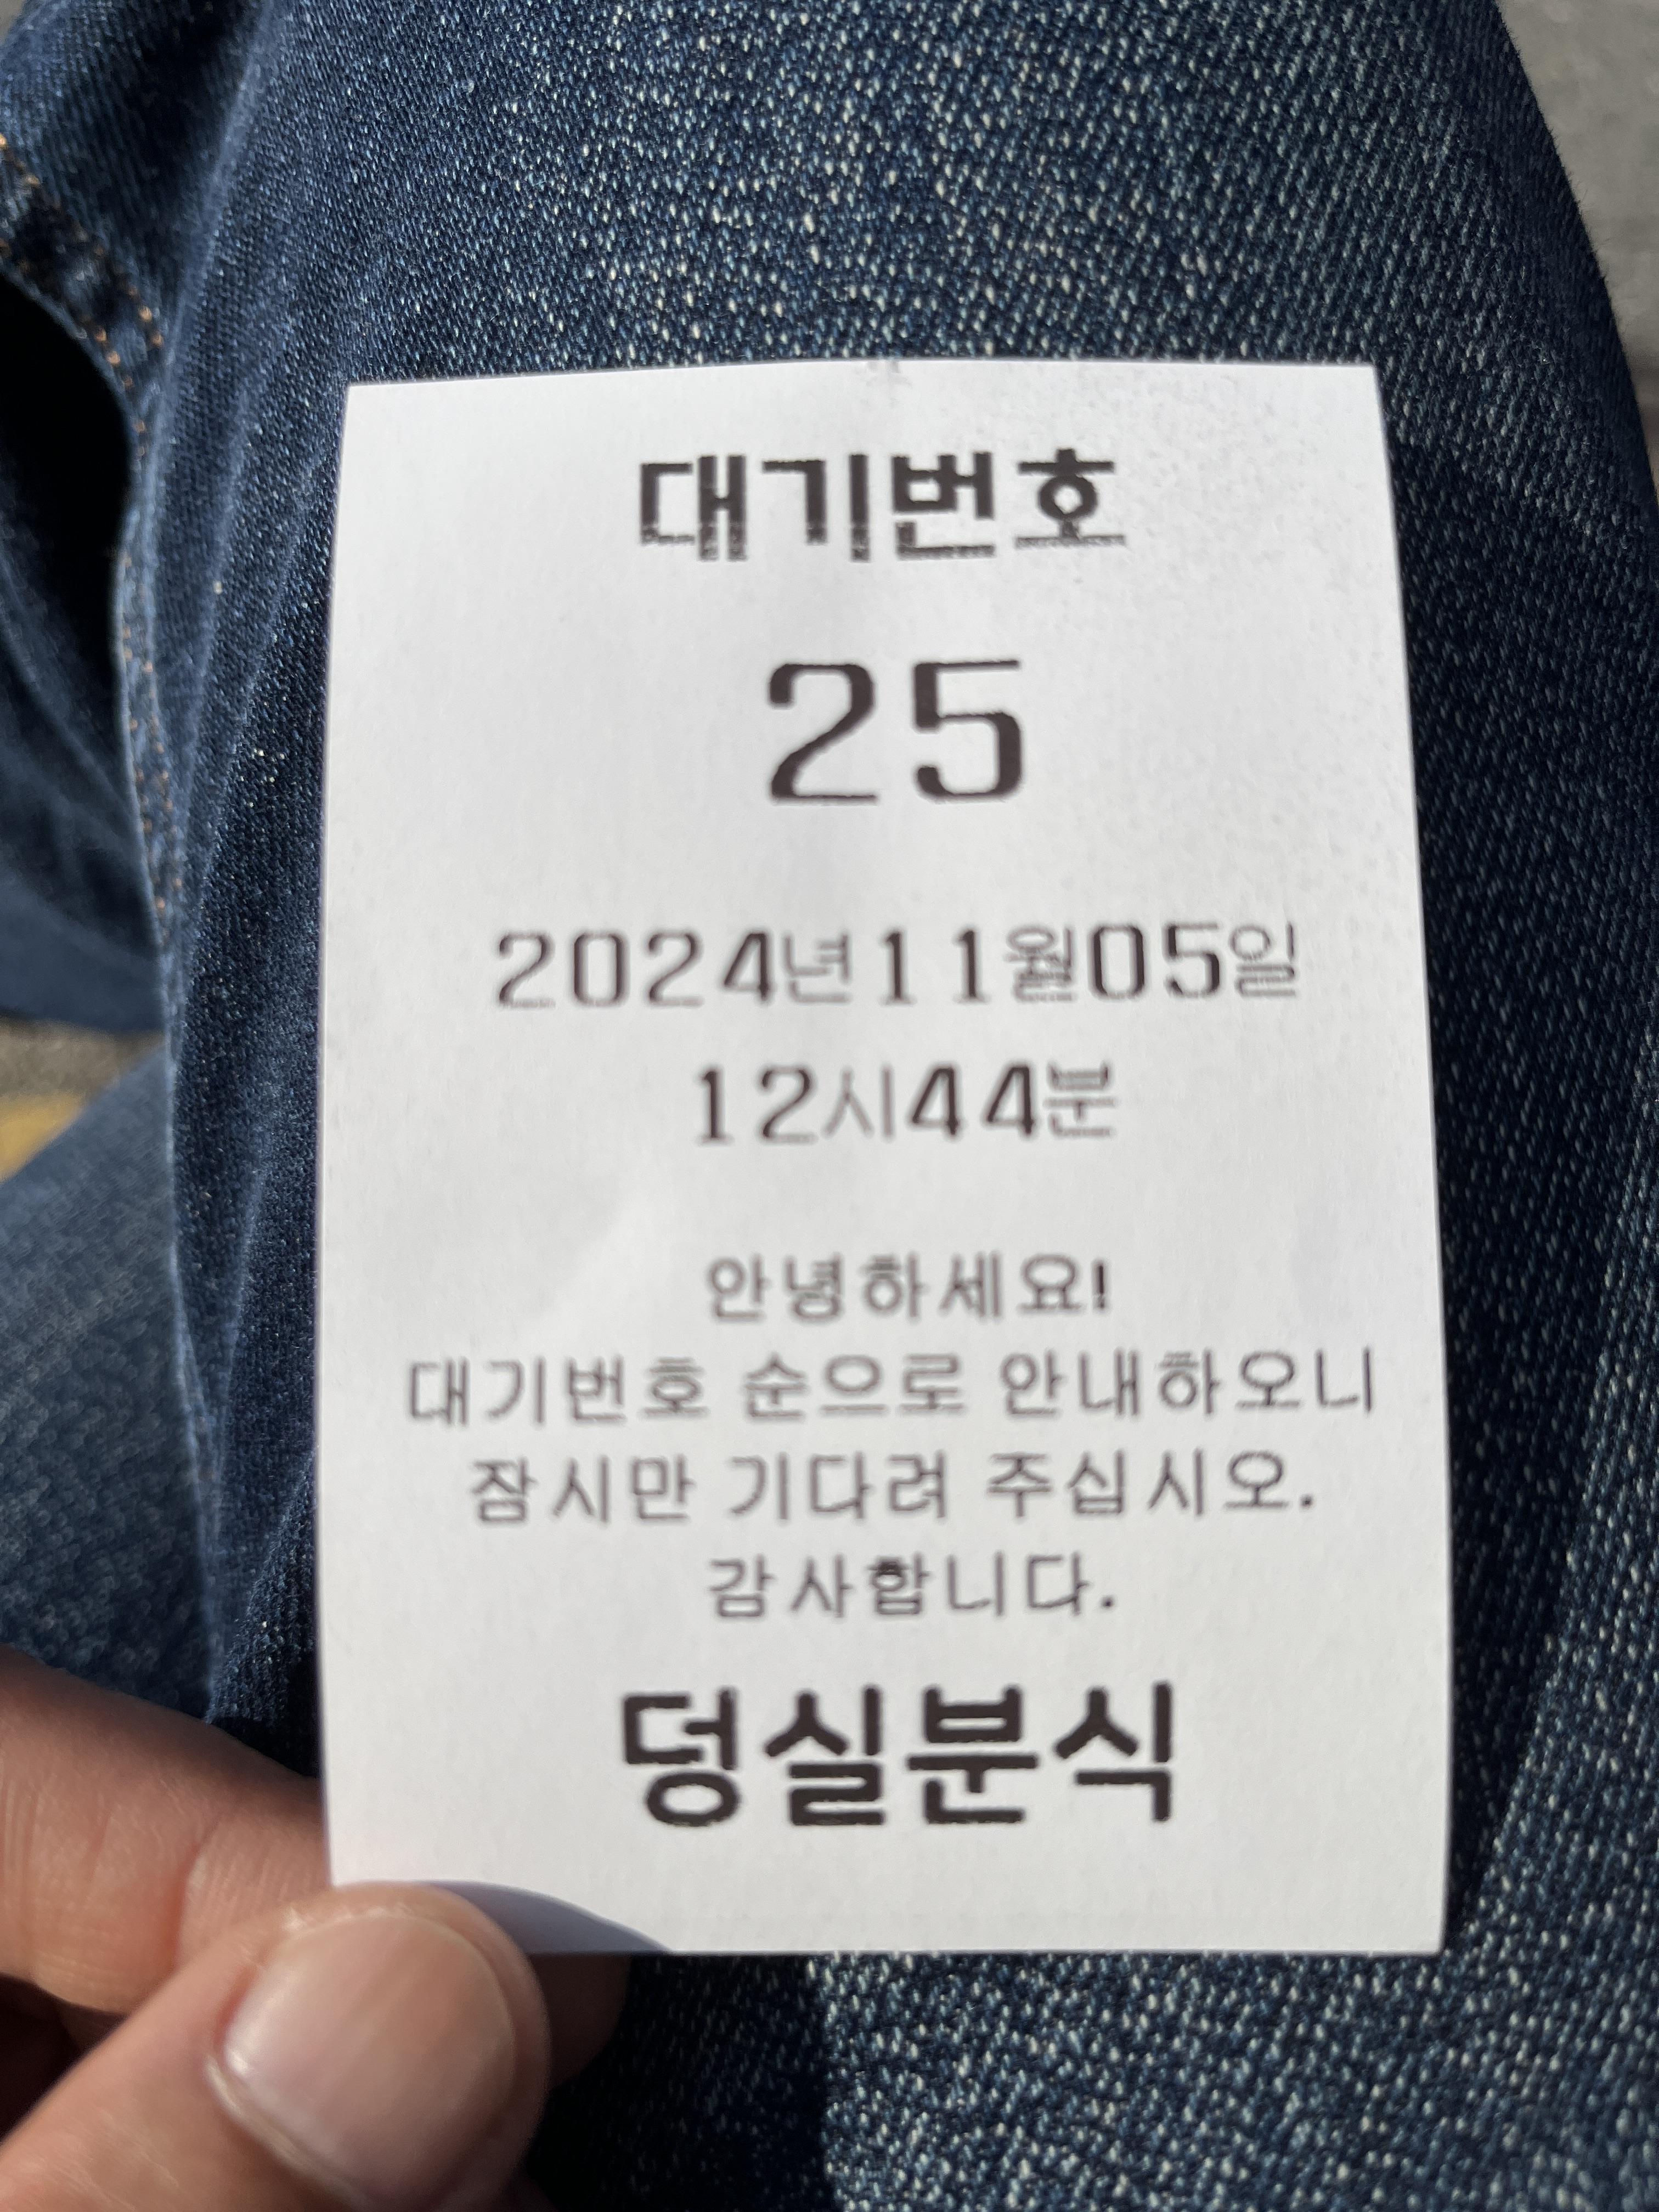 대기번호
25
2024년11월05일
12시44분
안녕하세요!
대기번호 순으로 안내하오니
잠시만 기다려 주십시오.
감사합니다.
덩실분식